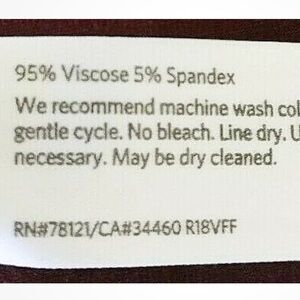 95% Viscose 5% Spandex
We recommend machine wash
gentle cycle. No bleach. Line dry.
necessary. May be dry cleaned.
RN#78121/CA#34460 R18VFF